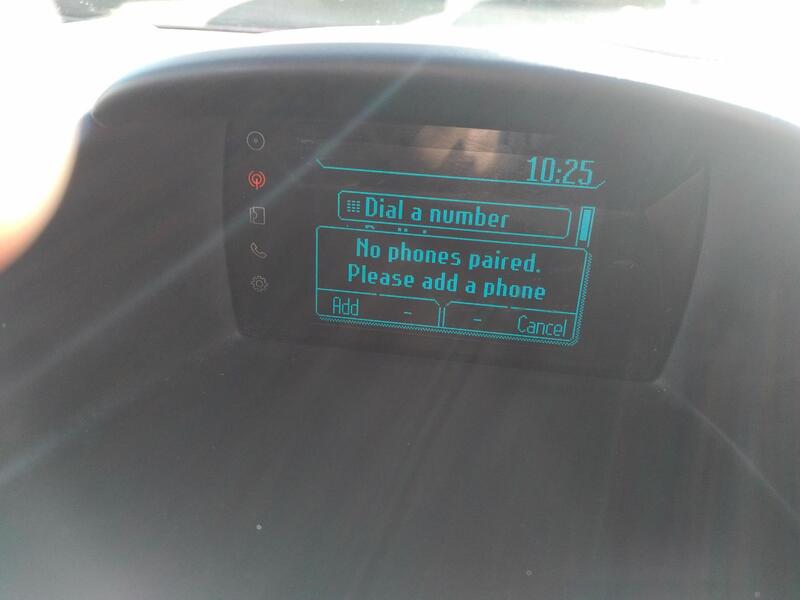 10:25
Dial a number
No phones paired.
Please add a phone
Add - - Cancel